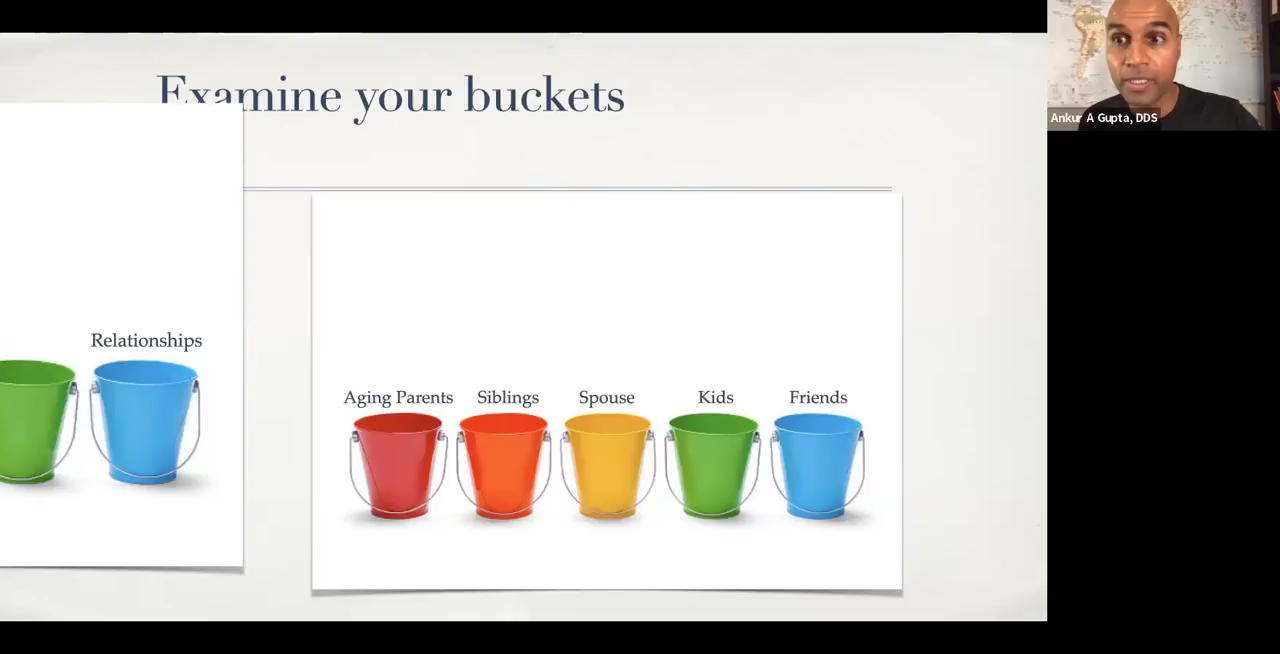 Examine your buckets
Ankur A Gupta, DDS
Relationships
Aging Parents Siblings Spouse Kids Friends